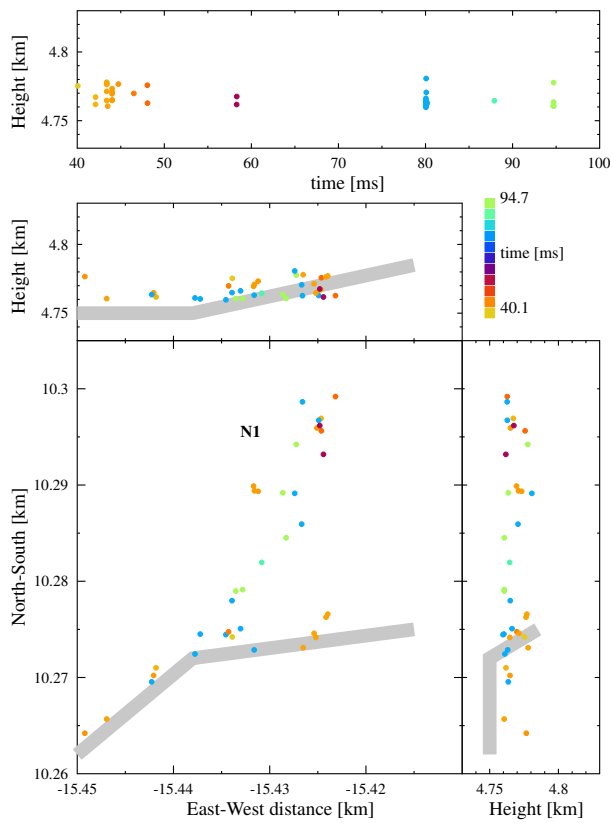 Height [km]
4.8
4.75
40 50 60 70 80 90 100
time [ms]
Height [km]
4.8
4.75
94.7
time [ms]
40.1
North-South [km]
10.3
10.29
10.28
10.27
10.26
N1
-15.45 -15.44 -15.43 -15.42
East-West distance [km]
4.75 4.8
Height [km]